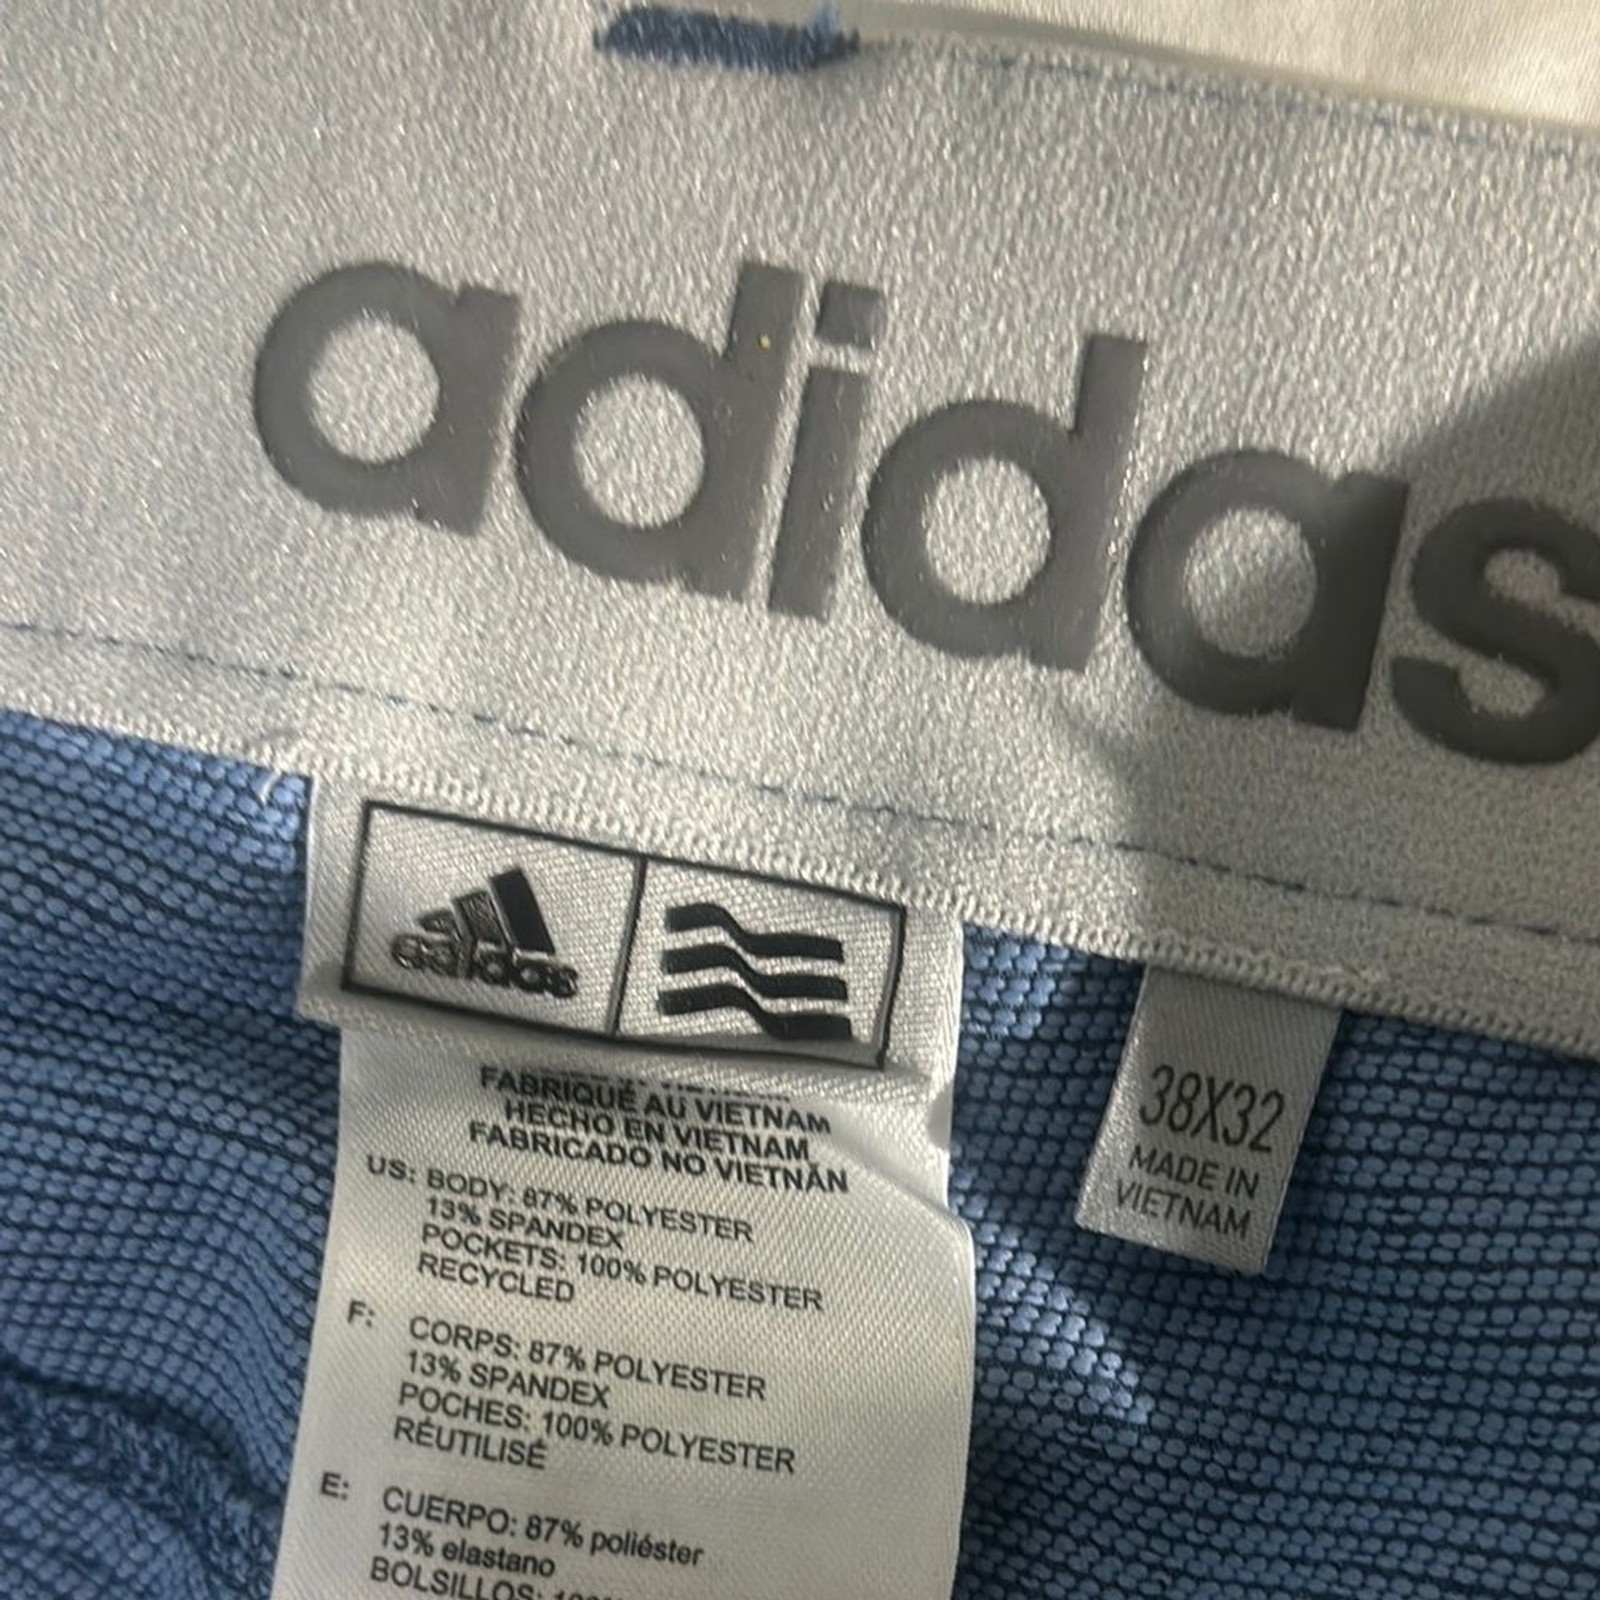 adidas
adidas
FABRIQUÉ AU VIETNAM
HECHO EN VIETNAM
FABRICADO NO VIETNÃN
US: BODY: 87% POLYESTER
13% SPANDEX
POCKETS: 100% POLYESTER
RECYCLED
F: CORPS: 87% POLYESTER
13% SPANDEX
POCHES: 100% POLYESTER
RÉUTILISÉ
E: CUERPO: 87% poliéster
13% elastano
BOLSILLOS:
38X32
MADE IN
VIETNAM